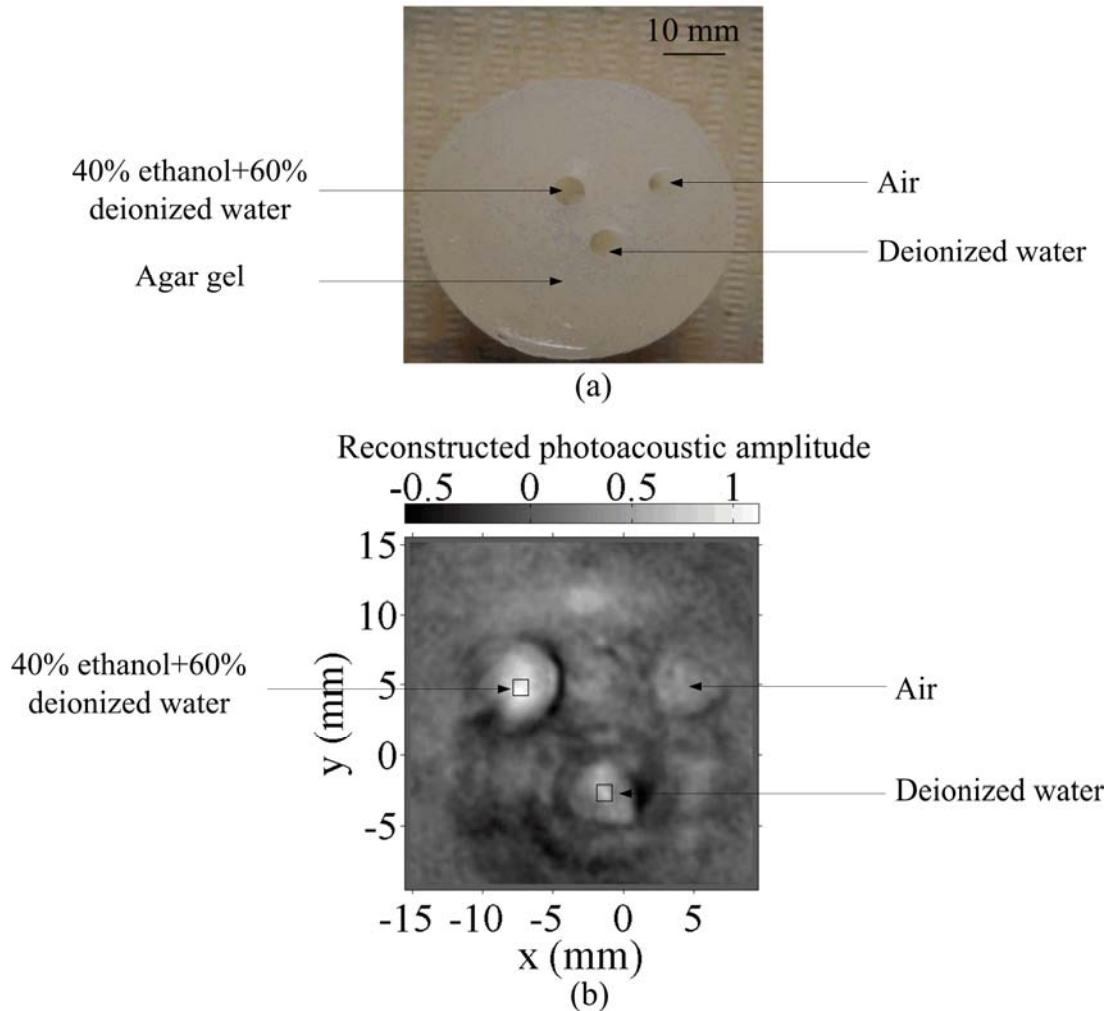 10 mm
40% ethanol+60%
deionized water
Air
Deionized water
Agar gel
(a)
Reconstructed photoacoustic amplitude
-0.5 0 0.5 1
15
10
5
0
-5
y (mm)
40% ethanol+60%
deionized water
Air
Deionized water
-15 -10 -5 0 5
x (mm)
(b)